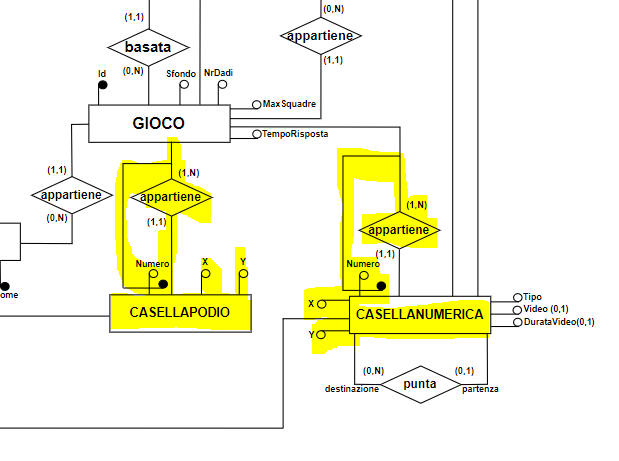 (0,N)
(1,1)
appartiene
basata
(0,N)
(1,1)
Id
Sfondo
NrDadi
MaxSquadre
GIOCO
TempoRisposta
(1,1)
(1,N)
appartiene
appartiene
(1,N)
(0,N)
(1,1)
appartiene
(1,1)
Numero
X
Y
Numero
ome
X
Tipo
CASELLAPODIO
CASELLANUMERICA
Video (0,1)
DurataVideo(0,1)
Y
(0,N)
(0,1)
destinazione
punta
partenza